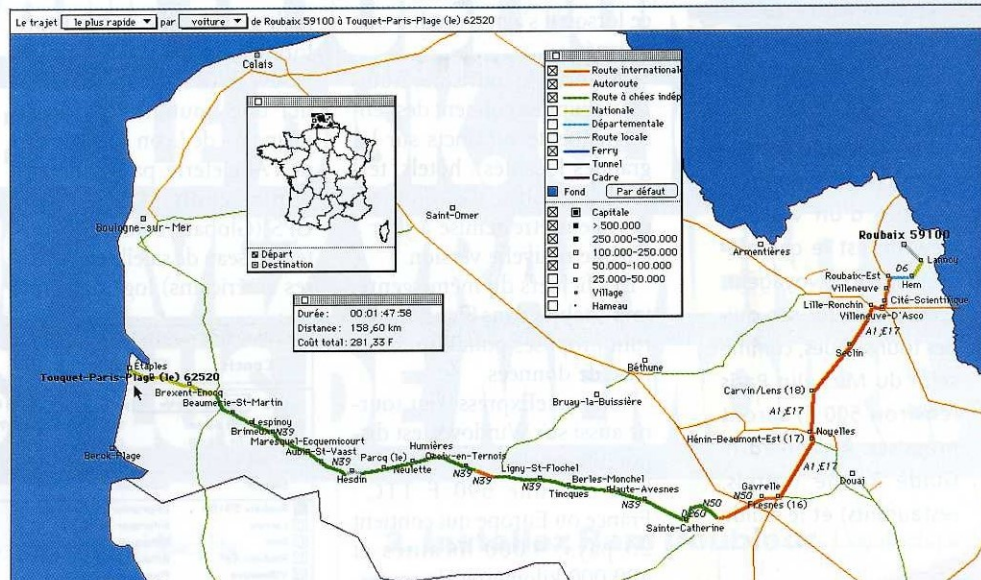 Le trajet le plus rapide par voiture de Roubaix 59100 à Touquet-Paris-Plage (le) 62520
Calais
Boulogne-sur-Mer
Saint-Omer
Départ
Destination
Durée : 00:01:47:58
Distance : 158,60 km
Coût total : 281,33 F
Route internationale
Autoroute
Route à chées indép
Nationale
Départementale
Route locale
Ferry
Tunnel
Cadre
Fond Par défaut
Capitale
> 500.000
250.000-500.000
100.000-250.000
50.000-100.000
25.000-50.000
Village
Hameau
Armentières
Roubaix 59100
Lannoy
D6
Roubaix-Est
Hem
Villeneuve
Cité-Scientifique
Lille-Ronchin
Villeneuve-D'Asco
A1;E17
Seclin
Carvin/Lens (18)
A1;E17
Noyelles
Hénin-Beaumont-Est (17)
A1;E17
Douai
Gavrelle
N50
Fresnes (16)
N50
D260
Sainte-Catherine
Béthune
Bruay-la-Buissière
Etaples
Touquet-Paris-Plage (le) 62520
Brexent-Enocq
Beaumerie-St-Martin
Lespinoy
Brimeux
N39
Maresquel-Ecquemicourt
Aubin-St-Vaast
Berck-Plage
Hesdin
N39
Parcq (le)
Neulette
Humières
Croix-en-Ternois
N39
N39
Ligny-St-Flochel
N39
Tincques
Berles-Monchel
Haute-Avesnes
N39